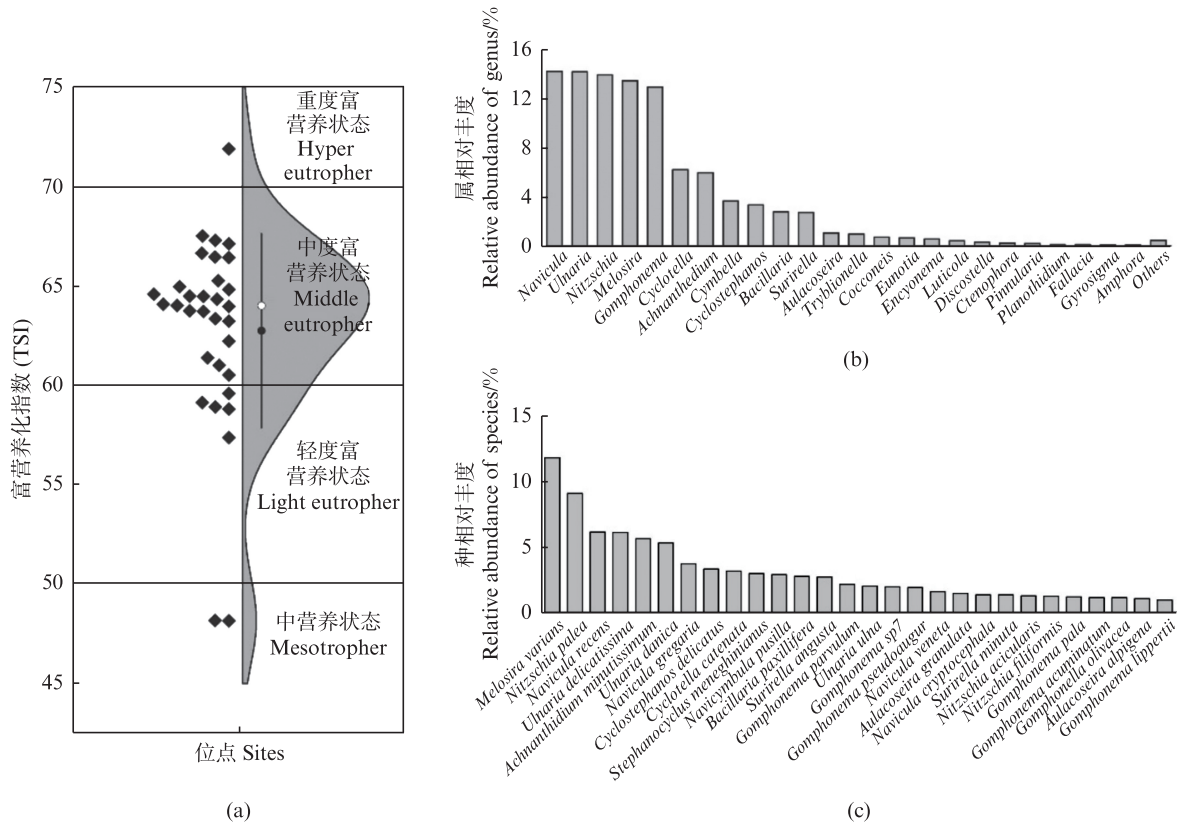 富营养化指数 (TSI)
75
70
65
60
55
50
45
重度富
营养状态
Hyper
eutropher
中度富
营养状态
Middle
eutropher
轻度富
营养状态
Light eutropher
中营养状态
Mesotropher
位点 Sites
(a)
属相对丰度
Relative abundance of genus/%
16
12
8
4
0
Navicula
Ulnaria
Nitzschia
Melosira
Gomphonema
Cyclotella
Achnanthedium
Cymbella
Cyclostephanos
Bacillaria
Surirella
Aulacoseira
Tryblionella
Cocconeis
Eunotia
Encyonema
Luticola
Discostella
Ctenophora
Pinnularia
Planothidium
Fallacia
Gyrosigma
Amphora
Others
(b)
种相对丰度
Relative abundance of species/%
15
10
5
0
Melosira varians
Nitzschia palea
Navicula recens
Ulnaria delicatissima
Achnanthidium minutissimum
Ulnaria danica
Navicula gregaria
Clostephanos delicatus
Cyclotella catenata
Stephanocyclus meneghinianus
Navicymbula pusilla
Bacillaria paxillifera
Surirella angusta
Gomphonema parvulum
Ulnaria ulna
Gomphonema sp7
Gomphonema pseudoaugur
Navicula veneta
Aulacoseira granulata
Navicula cryptocephala
Surirella minuta
Nitzschia acicularis
Nitzschia filiformis
Gomphonema pala
Gomphonema acuminatum
Gomphonella olivacea
Aulacoseira alpigena
Gomphonema lippertii
(c)